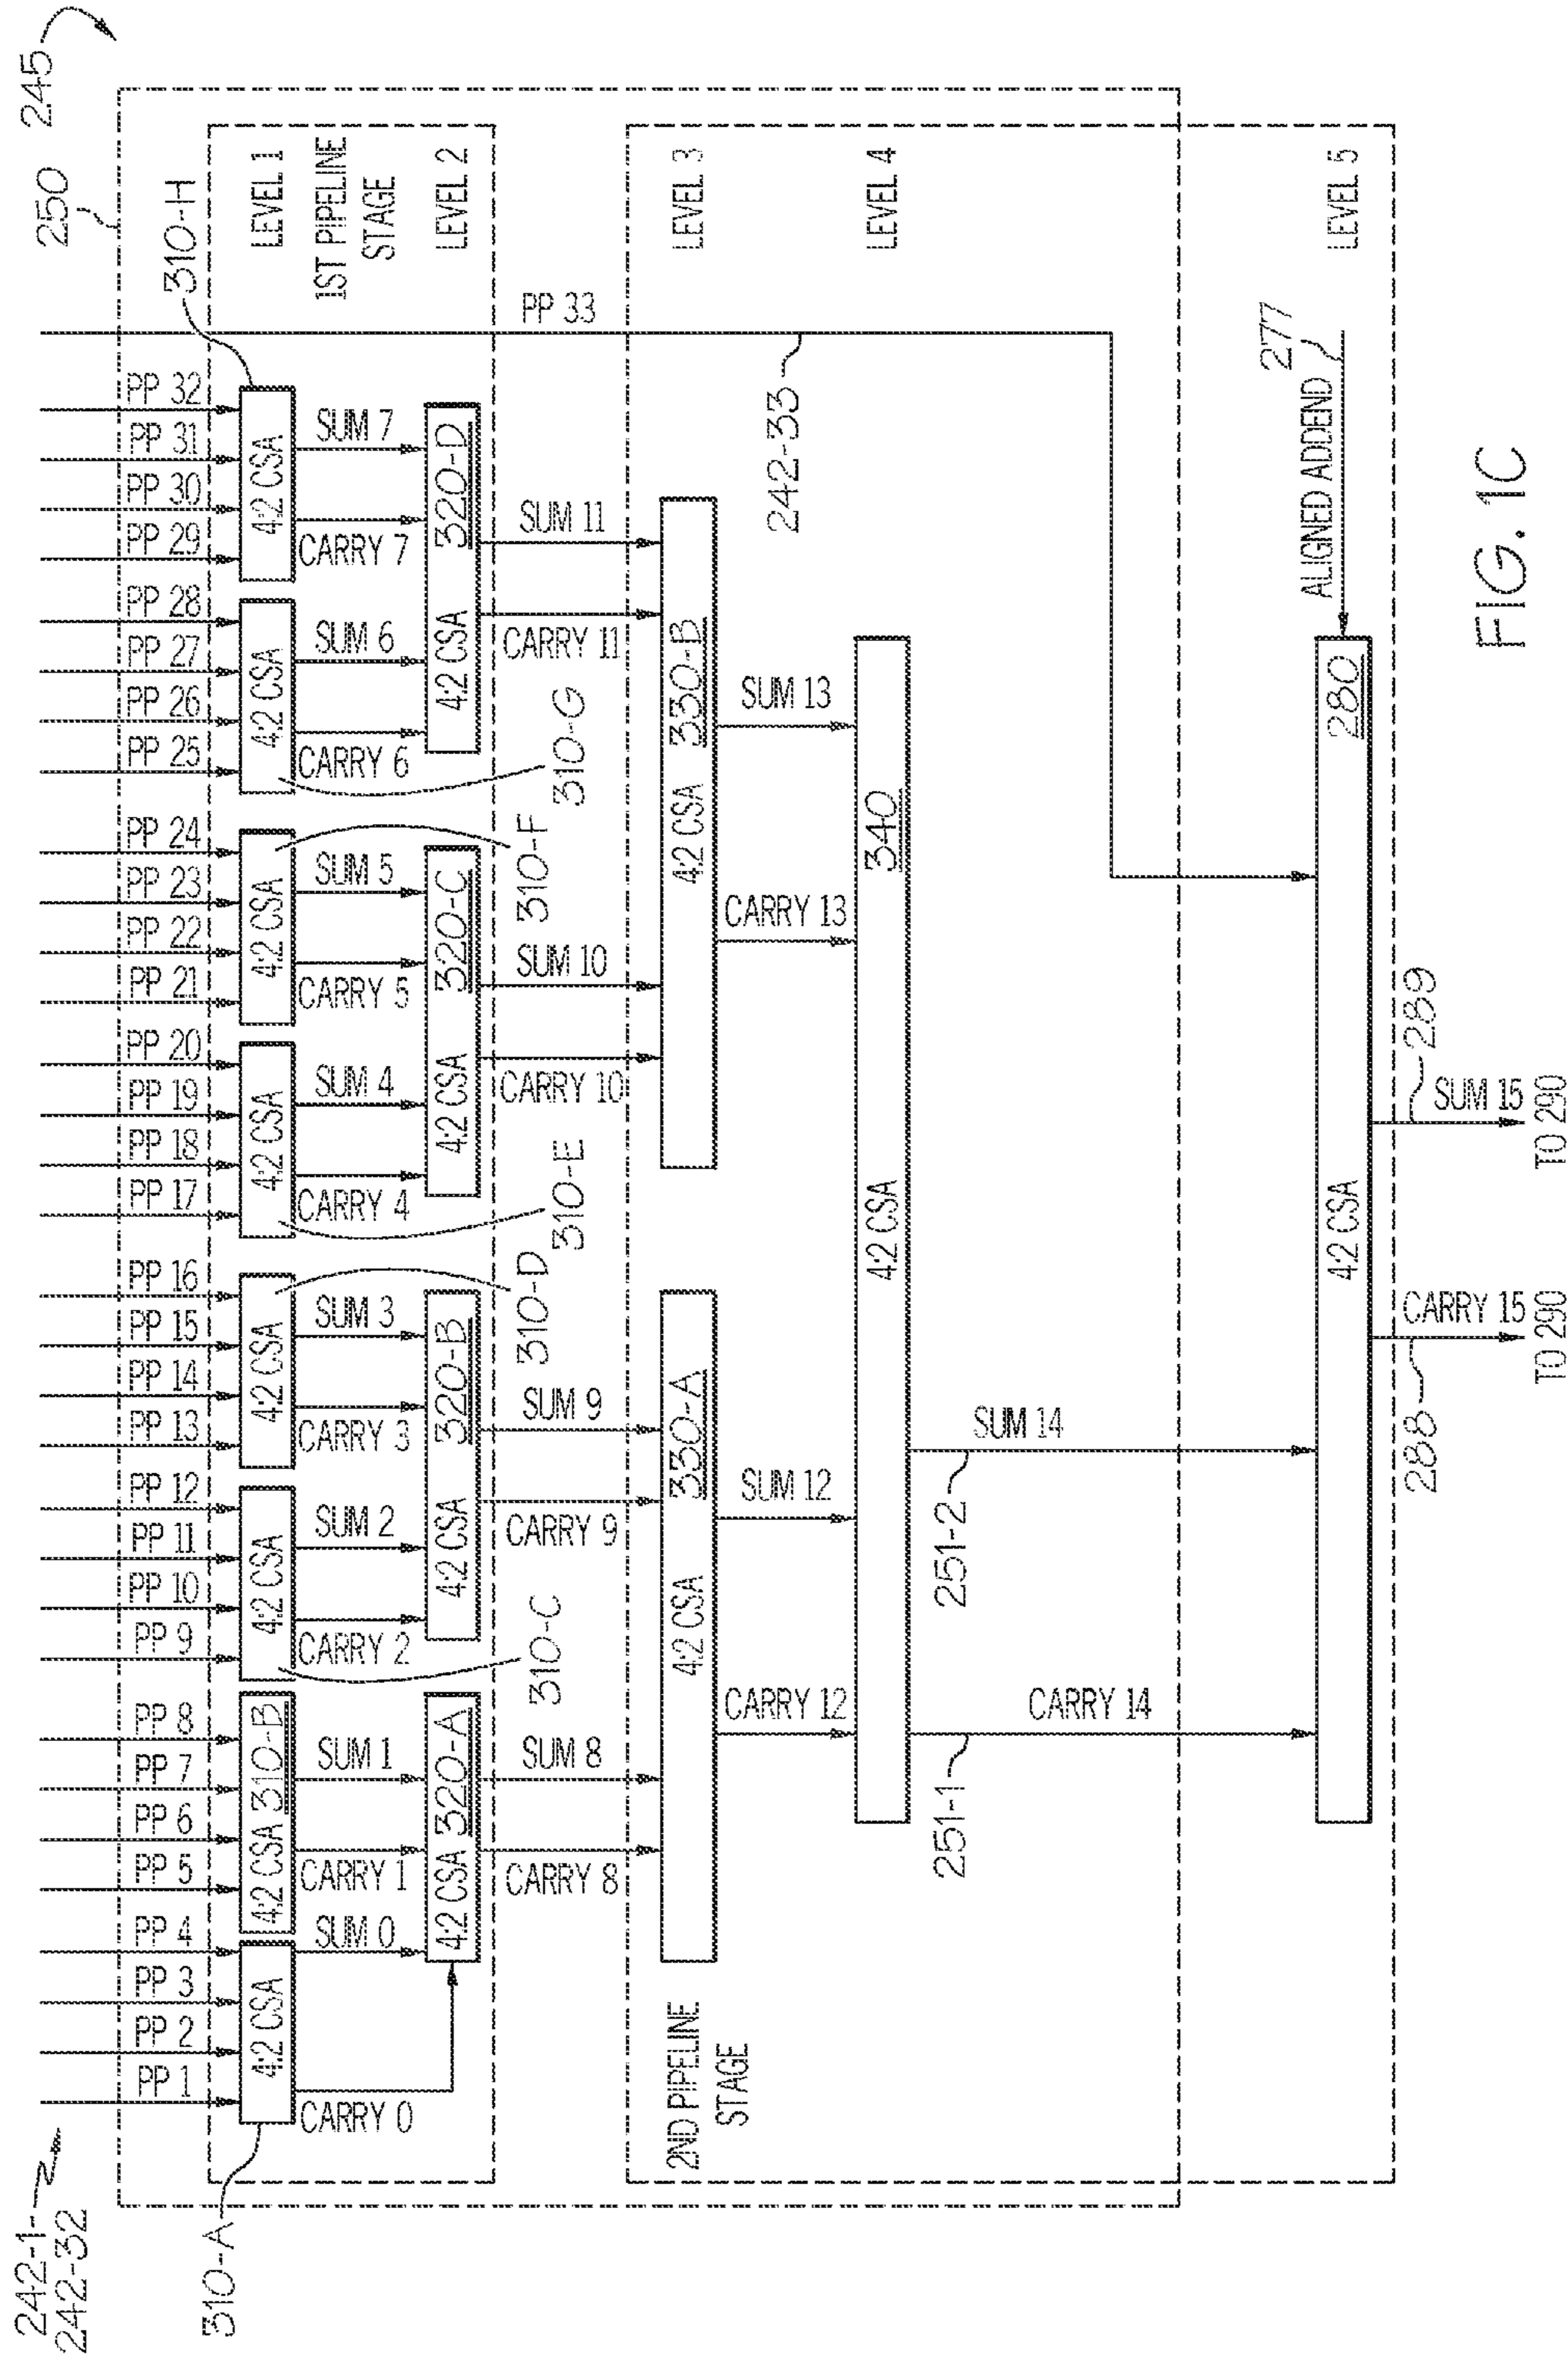 245
250
242-1-
242-32
PP 1
PP 2
PP 3
PP 4
PP 5
PP 6
PP 7
PP 8
PP 9
PP 10
PP 11
PP 12
PP 13
PP 14
PP 15
PP 16
PP 17
PP 18
PP 19
PP 20
PP 21
PP 22
PP 23
PP 24
PP 25
PP 26
PP 27
PP 28
PP 29
PP 30
PP 31
PP 32
310-H
310-A
4:2 CSA
4:2 CSA 310-B
4:2 CSA
4:2 CSA
4:2 CSA
4:2 CSA
4:2 CSA
4:2 CSA
LEVEL 1
1ST PIPELINE
STAGE
CARRY 0
SUM 0
CARRY 1
SUM 1
CARRY 2
SUM 2
CARRY 3
SUM 3
CARRY 4
SUM 4
CARRY 5
SUM 5
CARRY 6
SUM 6
CARRY 7
SUM 7
4:2 CSA 320-A
4:2 CSA 320-B
4:2 CSA 320-C
4:2 CSA 320-D
LEVEL 2
310-C
310-D
310-E
310-F
310-G
CARRY 8
SUM 8
CARRY 9
SUM 9
CARRY 10
SUM 10
CARRY 11
SUM 11
PP 33
2ND PIPELINE
STAGE
4:2 CSA 330-A
4:2 CSA 330-B
LEVEL 3
CARRY 12
SUM 12
CARRY 13
SUM 13
242-33
4:2 CSA 340
LEVEL 4
251-1
251-2
CARRY 14
SUM 14
ALIGNED ADDEND
277
4:2 CSA 280
LEVEL 5
288
CARRY 15
TO 290
289
SUM 15
TO 290
FIG. 1C